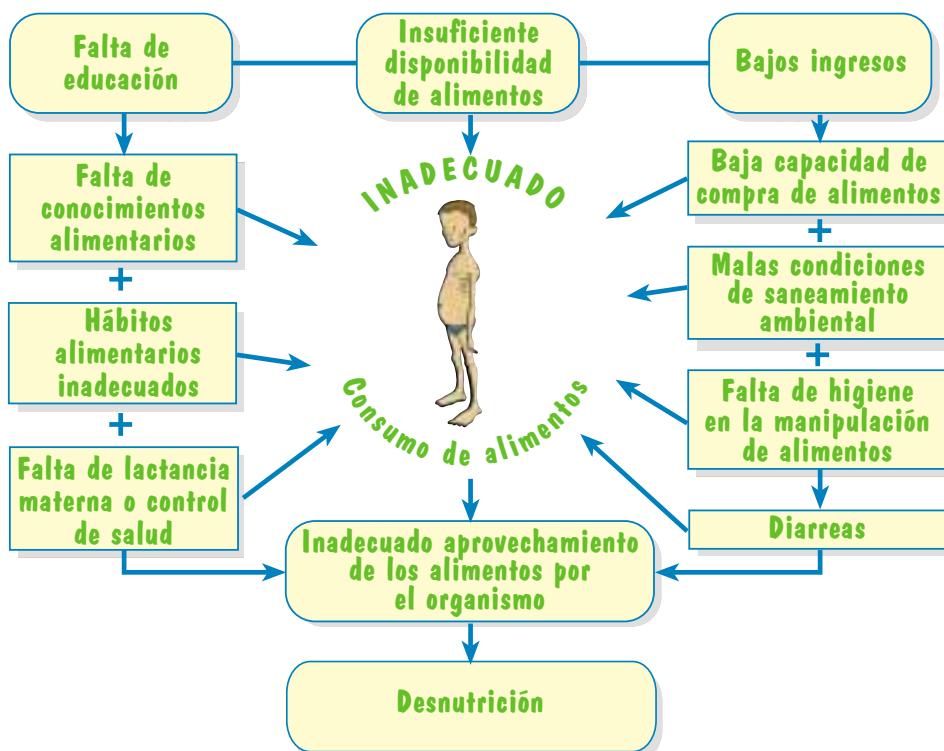 Falta de
educación
Insuficiente
disponibilidad
de alimentos
Bajos ingresos
Falta de
conocimientos
alimentarios
+
Hábitos
alimentarios
inadecuados
+
Falta de lactancia
materna o control
de salud
INADECUADO
Consumo de alimentos
Baja capacidad de
compra de alimentos
+
Malas condiciones
de saneamiento
ambiental
+
Falta de higiene
en la manipulación
de alimentos
Diarreas
Inadecuado aprovechamiento
de los alimentos por
el organismo
Desnutrición